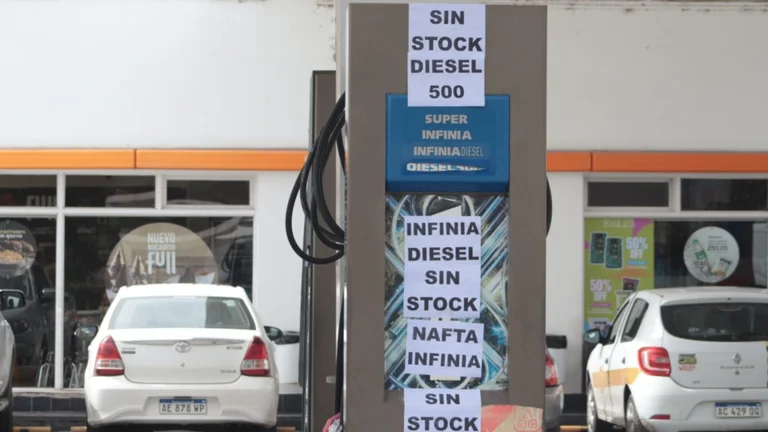 SIN
STOCK
DIESEL
500
SUPER
INFINIA
INFINIA DIESEL
INFINIA
DIESEL
SIN
STOCK
NAFTA
INFINIA
SIN
STOCK
NUEVO
full
50%
50%
AE 878 WP
AC 429 OQ